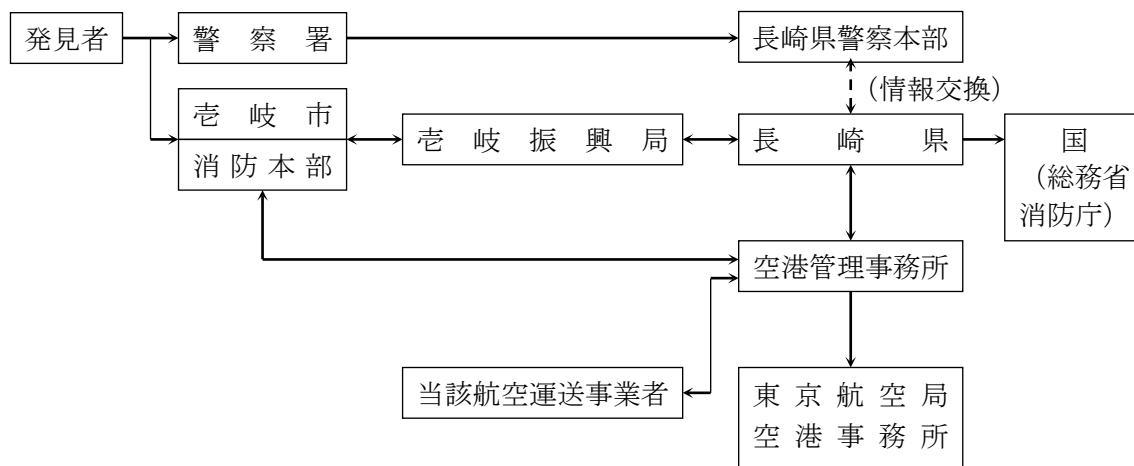 発見者
警察署
長崎県警察本部
（情報交換）
壱岐市
消防本部
壱岐振興局
長崎県
国
（総務省
消防庁）
空港管理事務所
当該航空運送事業者
東京航空局
空港事務所